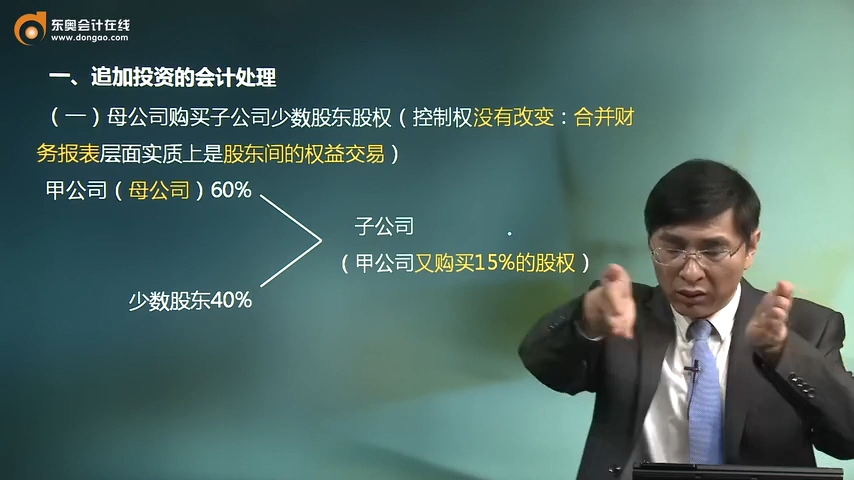 东奥会计在线
www.dongao.com
一、追加投资的会计处理
（一）母公司购买子公司少数股东股权（控制权没有改变：合并财
务报表层面实质上是股东间的权益交易）
甲公司（母公司）60%
子公司
（甲公司又购买15%的股权）
少数股东40%